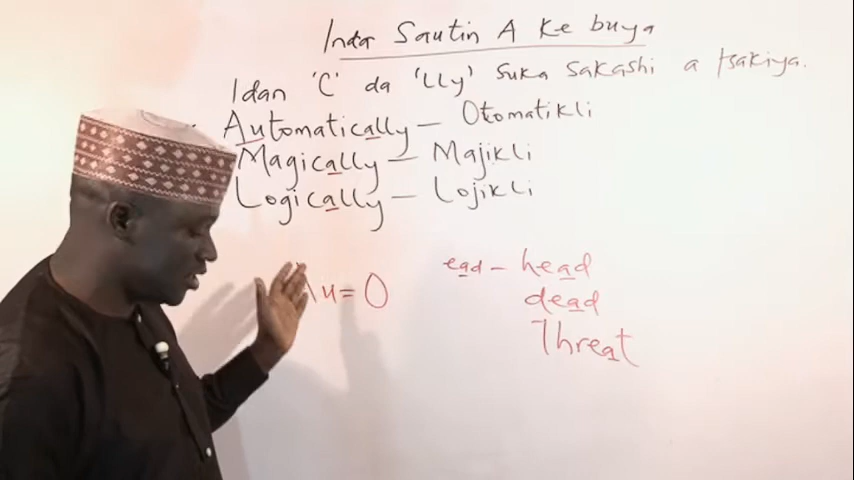 Inda Sautin A ke buya
Idan 'C' da 'lly' suka sakashi a tsakiya.
Automatically – Otomatikli
Magically – Majikli
Logically – Lojikli
Au = O
ead – head
dead
Threat